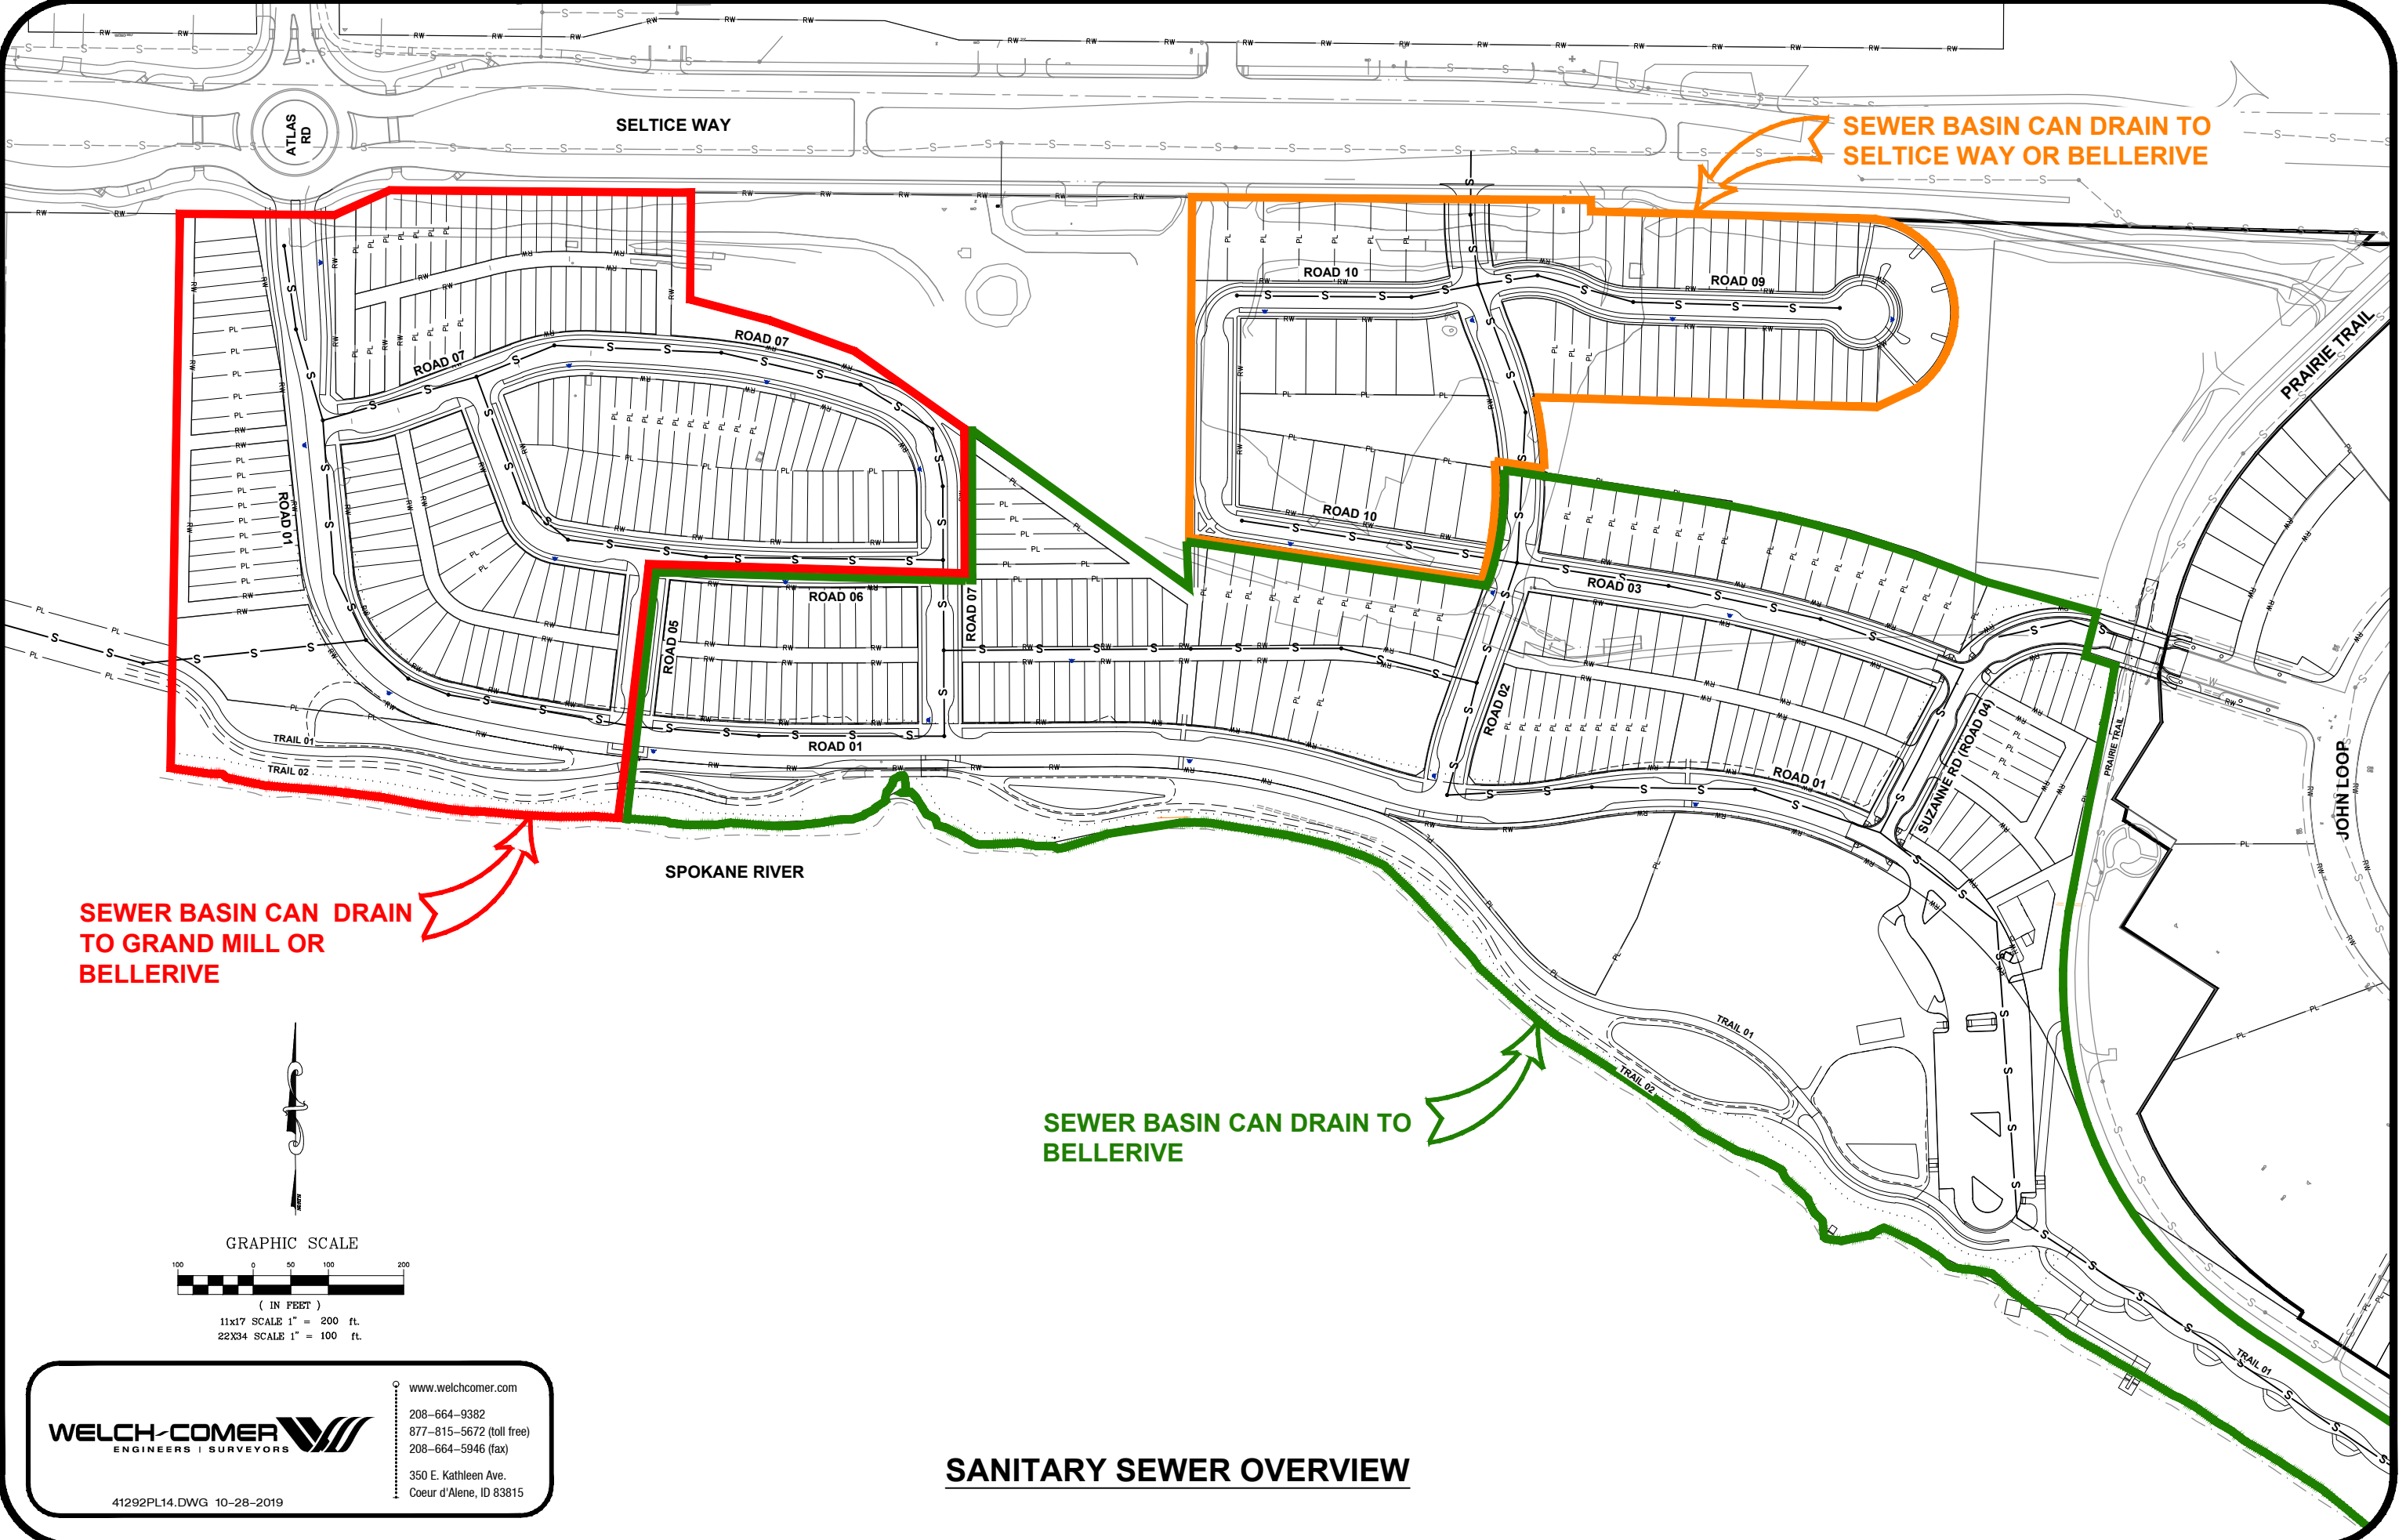 ATLAS
RD
SELTICE WAY
SEWER BASIN CAN DRAIN TO
SELTICE WAY OR BELLERIVE
ROAD 10
ROAD 09
PRAIRIE TRAIL
ROAD 07
ROAD 07
ROAD 01
ROAD 10
ROAD 03
ROAD 06
ROAD 07
ROAD 05
ROAD 02
ROAD 01
ROAD 01
SUZANNE RD (ROAD 04)
PRAIRIE TRAIL
JOHN LOOP
TRAIL 01
TRAIL 02
SPOKANE RIVER
SEWER BASIN CAN DRAIN
TO GRAND MILL OR
BELLERIVE
TRAIL 01
TRAIL 02
SEWER BASIN CAN DRAIN TO
BELLERIVE
TRAIL 01
GRAPHIC SCALE
100 0 50 100 200
( IN FEET )
11x17 SCALE 1" = 200 ft.
22X34 SCALE 1" = 100 ft.
WELCH-COMER
ENGINEERS | SURVEYORS
www.welchcomer.com
208-664-9382
877-815-5672 (toll free)
208-664-5946 (fax)
350 E. Kathleen Ave.
Coeur d'Alene, ID 83815
41292PL14.DWG 10-28-2019
SANITARY SEWER OVERVIEW